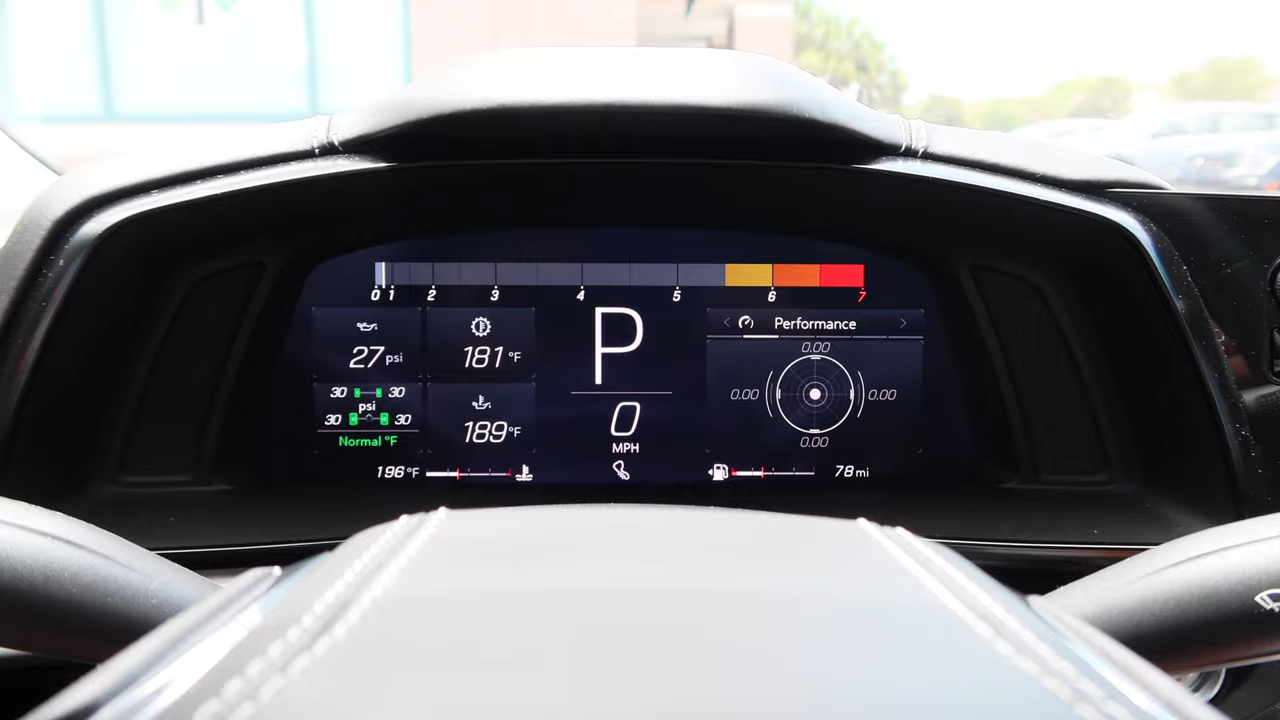 0 1 2 3 4 5 6 7
27 psi
181 °F
P
Performance
0.00
30 30
psi
30 30
Normal °F
189 °F
0
MPH
0.00 0.00
0.00
196 °F
78 mi